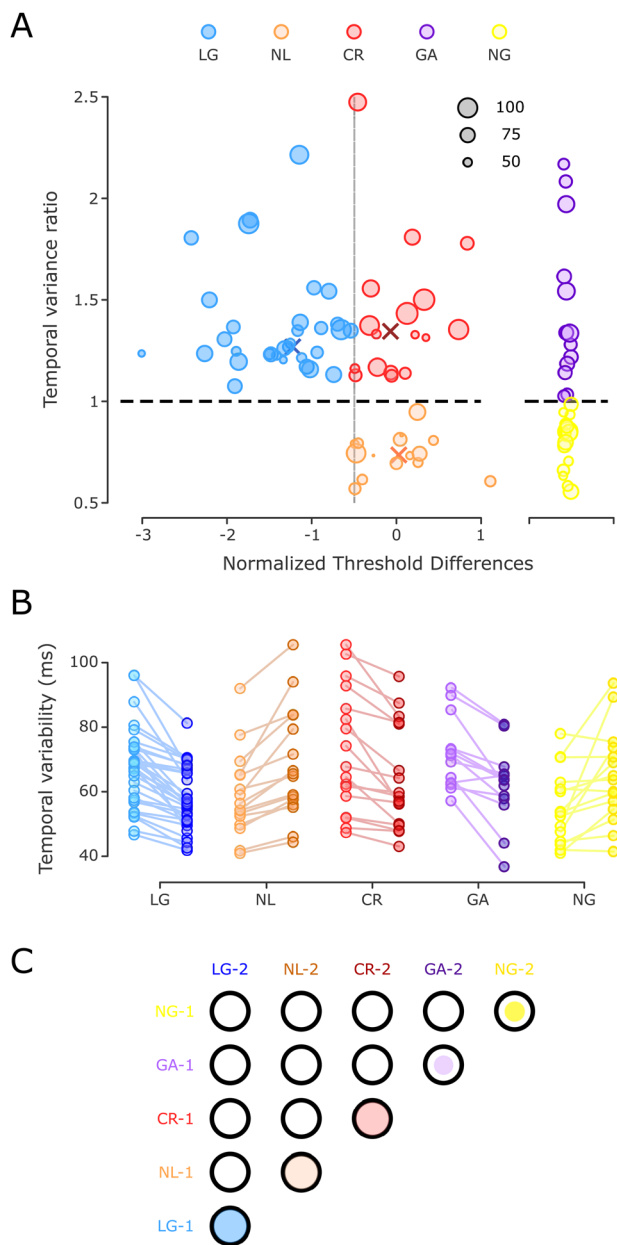 A
LG NL CR GA NG
2.5
100
75
50
2
1.5
1
0.5
Temporal variance ratio
-3 -2 -1 0 1
Normalized Threshold Differences
B
100
80
60
40
Temporal variability (ms)
LG NL CR GA NG
C
LG-2 NL-2 CR-2 GA-2 NG-2
NG-1
GA-1
CR-1
NL-1
LG-1